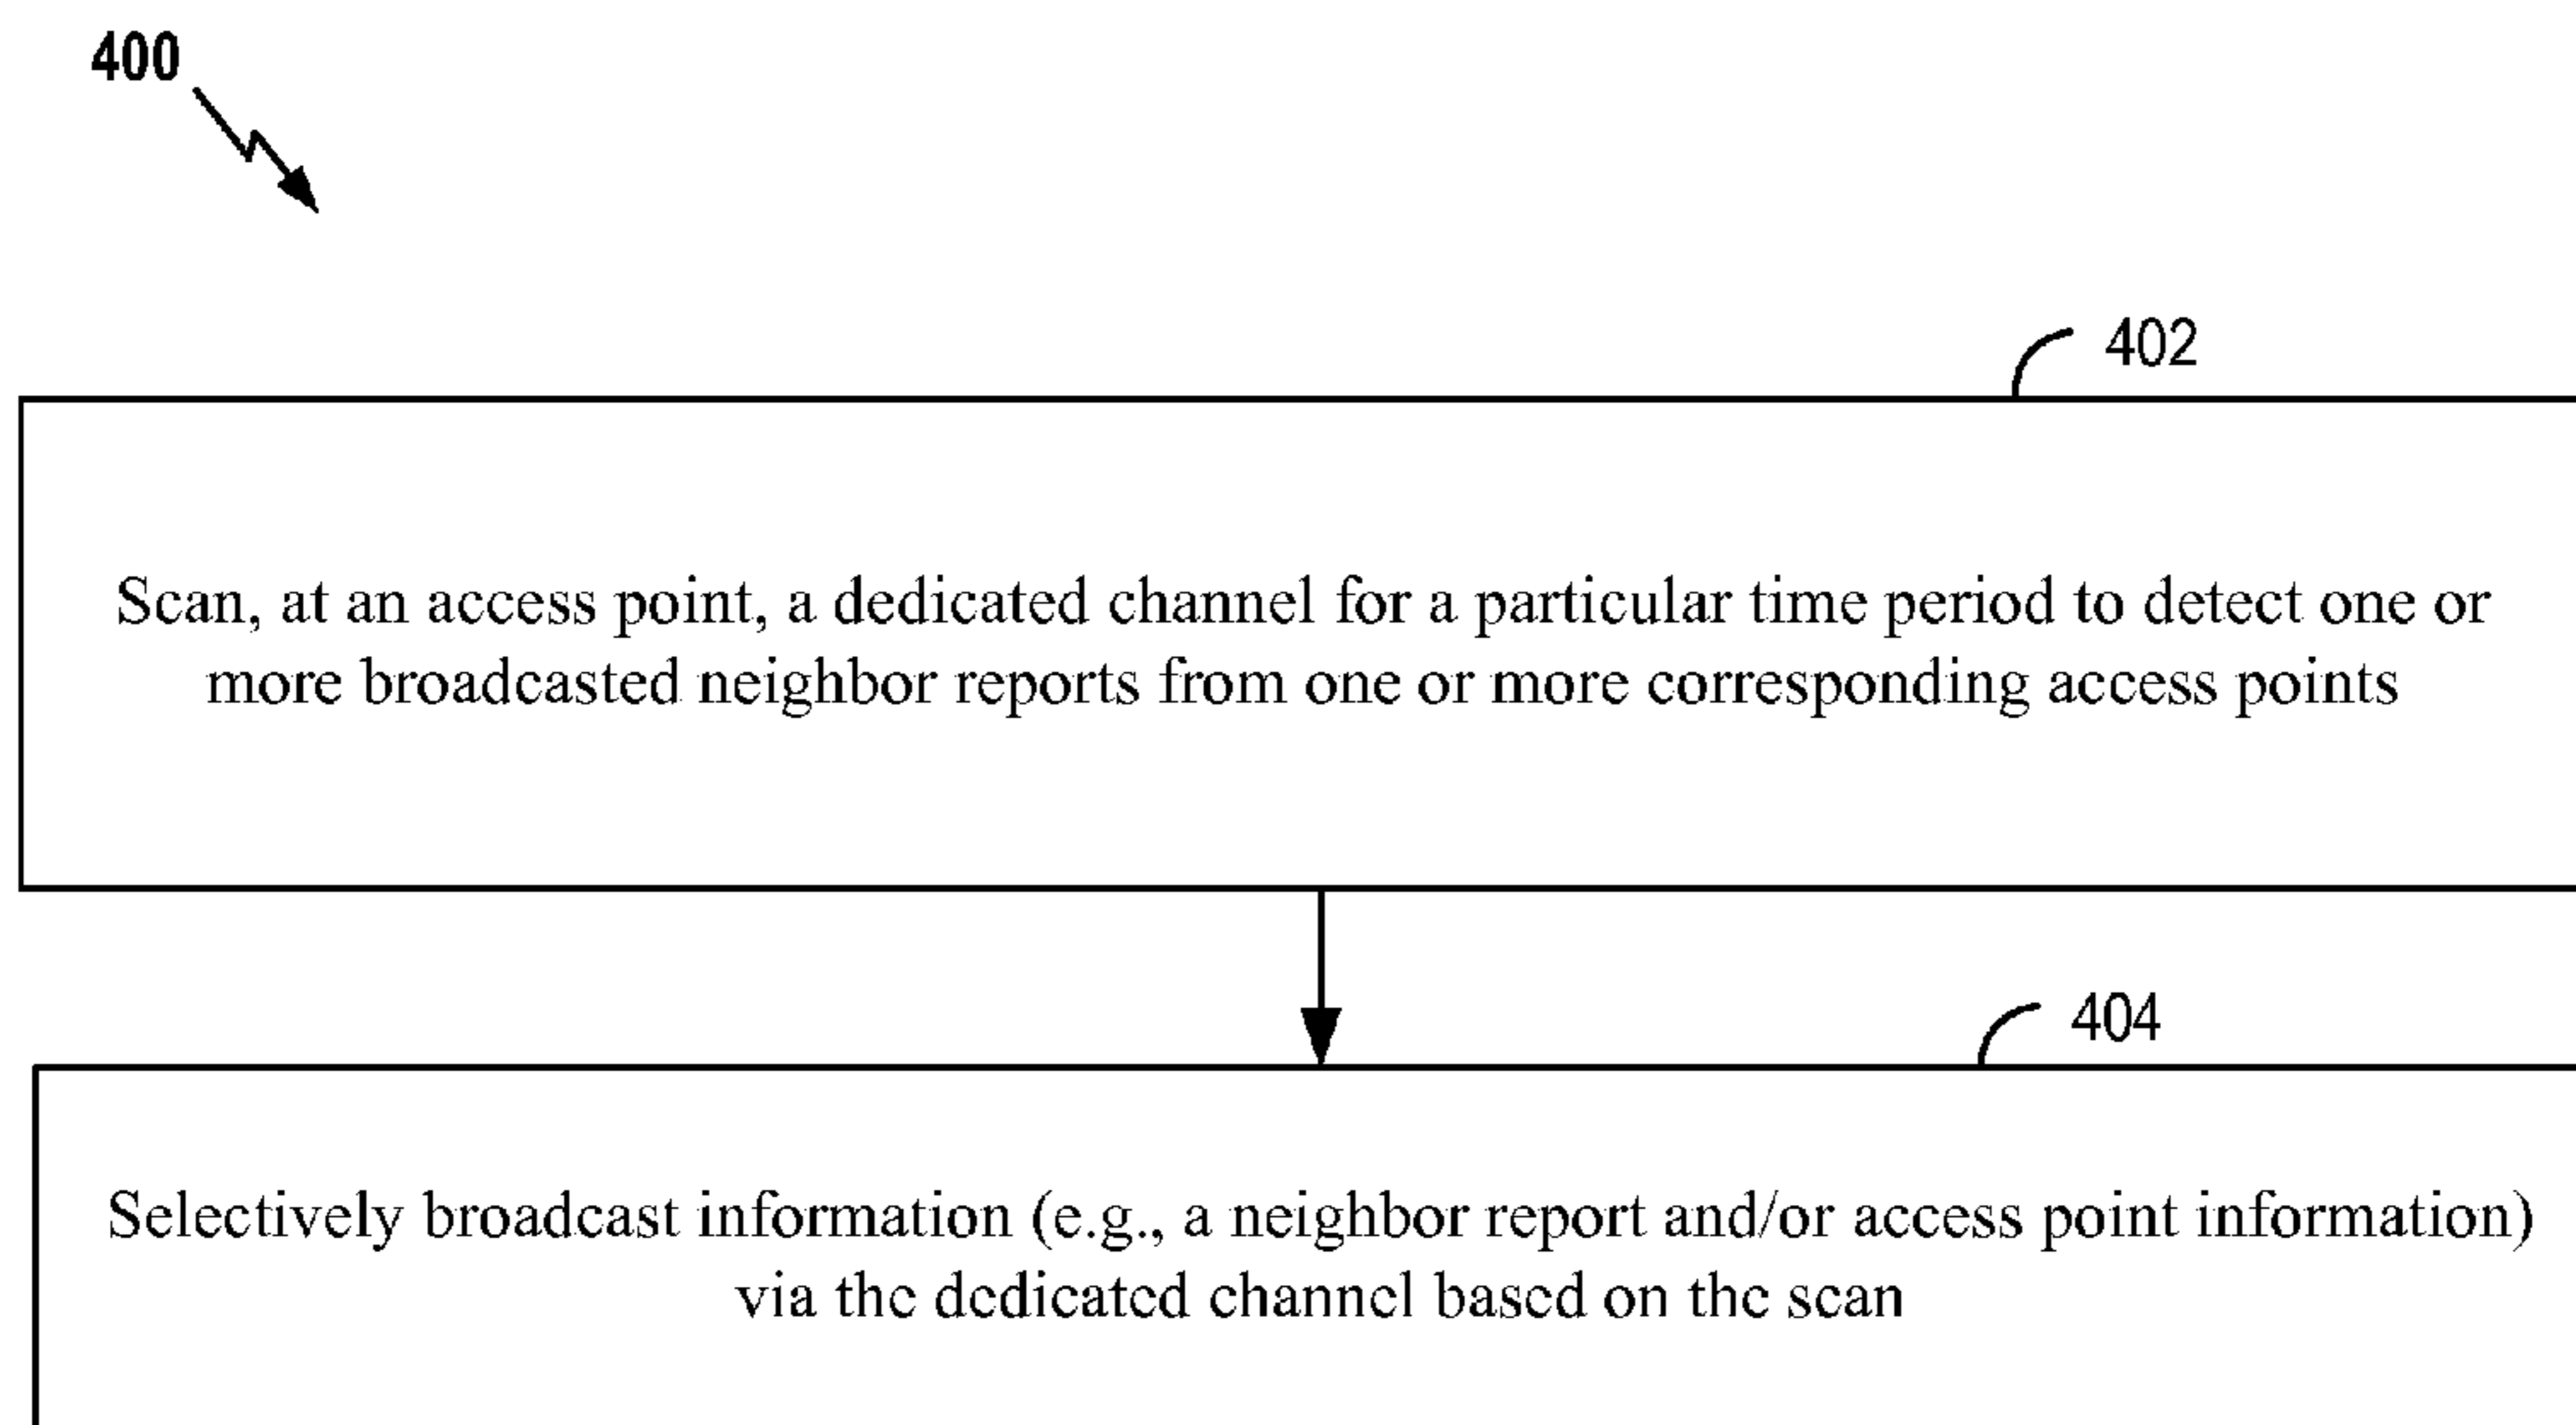 400
402
Scan, at an access point, a dedicated channel for a particular time period to detect one or
more broadcasted neighbor reports from one or more corresponding access points
404
Selectively broadcast information (e.g., a neighbor report and/or access point information)
via the dedicated channel based on the scan